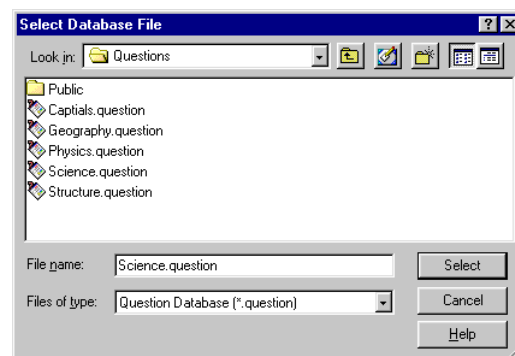 Select Database File
Look in: Questions
Public
Captials.question
Geography.question
Physics.question
Science.question
Structure.question
File name: Science.question Select
Files of type: Question Database (*.question) Cancel
Help